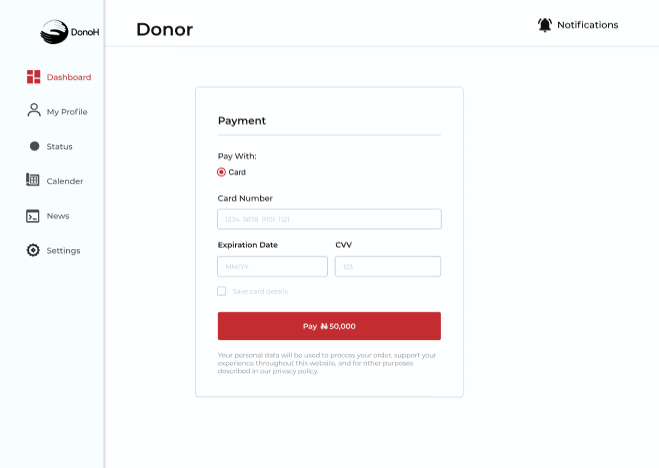 DonoH
Donor
Notifications
Dashboard
My Profile
Status
Calender
News
Settings
Payment
Pay With:
Card
Card Number
1234 5678 9101 1121
Expiration Date
CVV
MM/YY
123
Save card details
Pay ₦ 50,000
Your personal data will be used to process your order, support your
experience throughout this website, and for other purposes
described in our privacy policy.